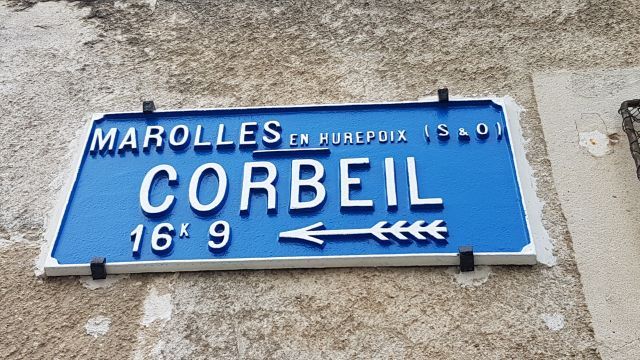 MAROLLES EN HUREPOIX (S & O)
CORBEIL
16K 9